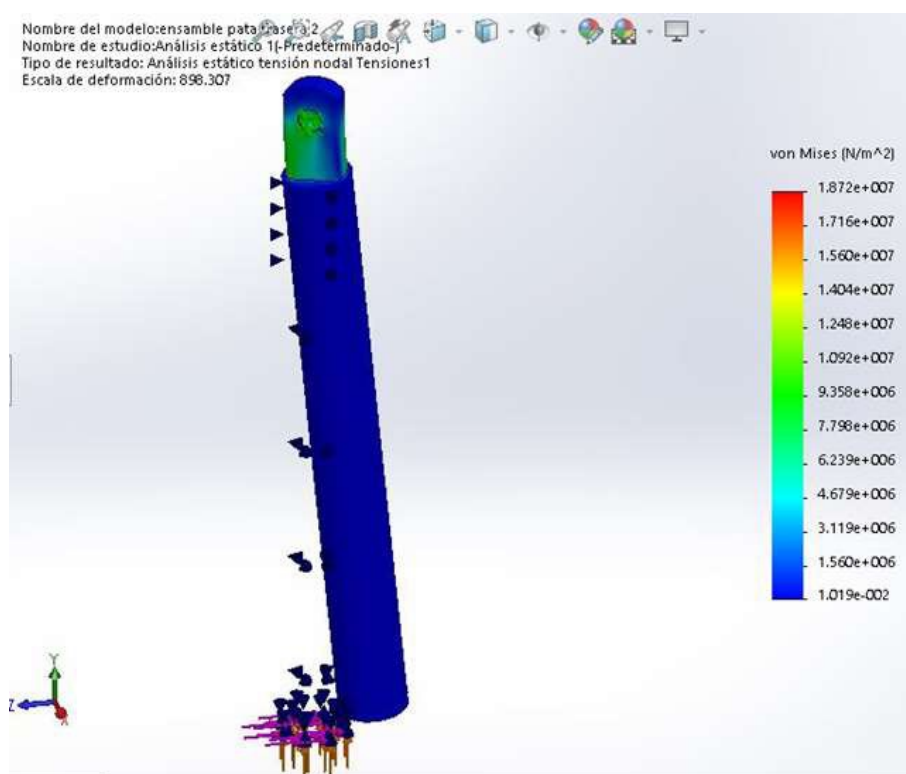 Nombre del modelo:ensamble pata trasera 2
Nombre de estudio:Análisis estático 1(-Predeterminado-)
Tipo de resultado: Análisis estático tensión nodal Tensiones1
Escala de deformación: 898.307
von Mises (N/m^2)
1.872e+007
1.716e+007
1.560e+007
1.404e+007
1.248e+007
1.092e+007
9.358e+006
7.798e+006
6.239e+006
4.679e+006
3.119e+006
1.560e+006
1.019e-002
Y
Z
X